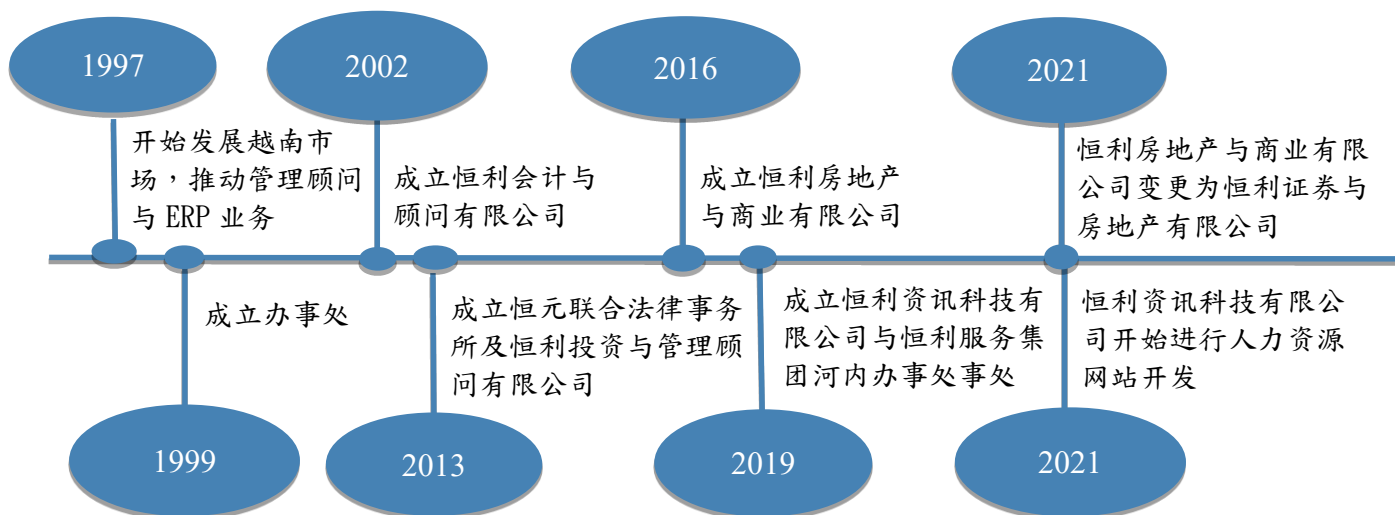 1997
2002
2016
2021
开始发展越南市
场，推动管理顾问
与 ERP 业务
成立恒利会计与
顾问有限公司
成立恒利房地产
与商业有限公司
恒利房地产与商业有限
公司变更为恒利证券与
房地产有限公司
成立办事处
成立恒元联合法律事务
所及恒利投资与管理顾
问有限公司
成立恒利资讯科技有
限公司与恒利服务集
团河内办事处事处
恒利资讯科技有限公
司开始进行人力资源
网站开发
1999
2013
2019
2021